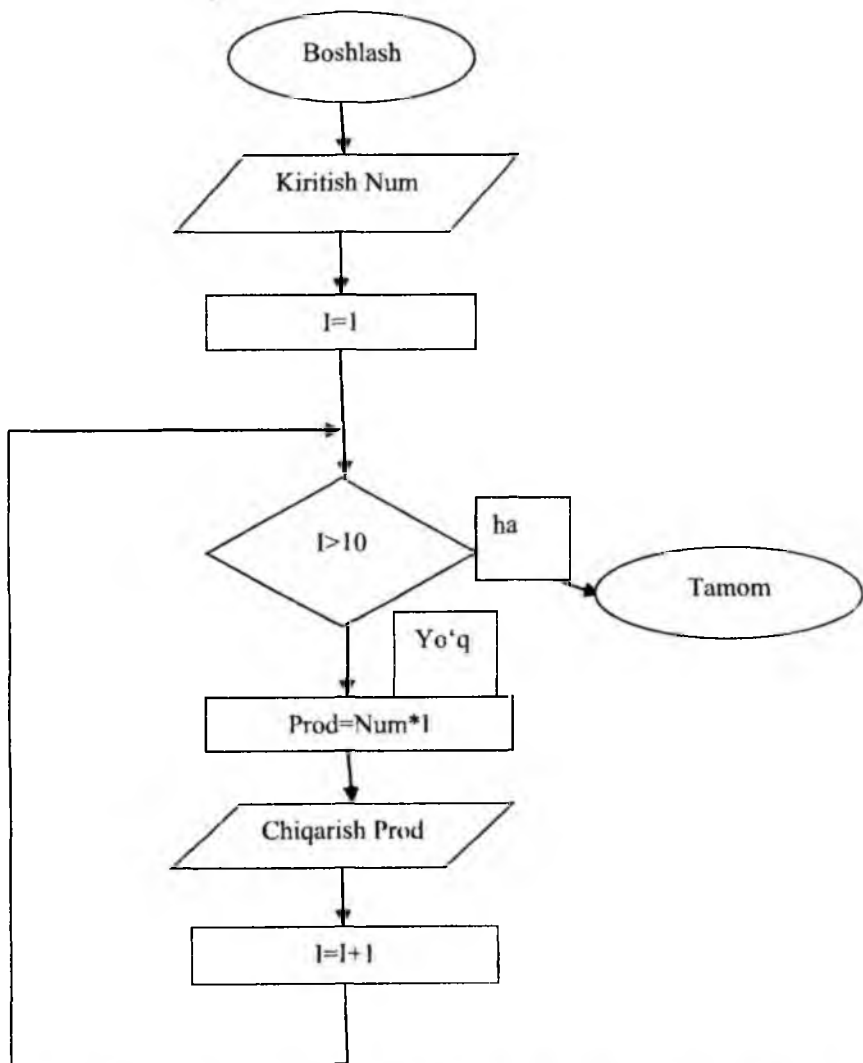 Boshlash
Kiritish Num
I=1
I>10
ha
Tamom
Yo‘q
Prod=Num*I
Chiqarish Prod
I=I+1